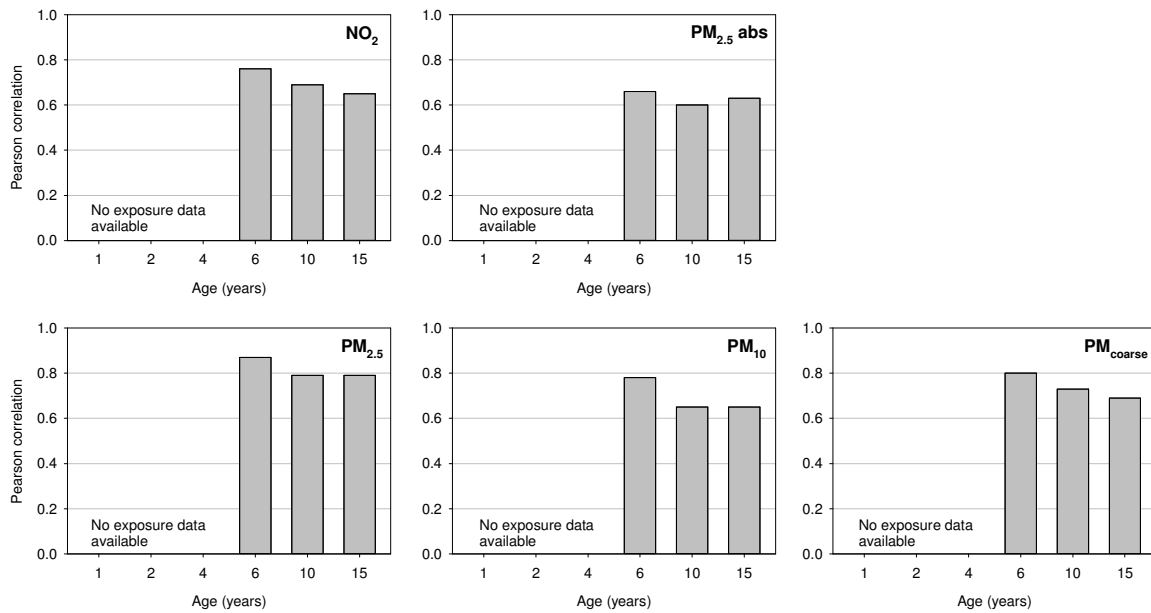 NO2
Pearson correlation
1.0
0.8
0.6
0.4
0.2
0.0
No exposure data
available
1 2 4 6 10 15
Age (years)
PM2.5 abs
1.0
0.8
0.6
0.4
0.2
0.0
No exposure data
available
1 2 4 6 10 15
Age (years)
PM2.5
Pearson correlation
1.0
0.8
0.6
0.4
0.2
0.0
No exposure data
available
1 2 4 6 10 15
Age (years)
PM10
1.0
0.8
0.6
0.4
0.2
0.0
No exposure data
available
1 2 4 6 10 15
Age (years)
PMcoarse
1.0
0.8
0.6
0.4
0.2
0.0
No exposure data
available
1 2 4 6 10 15
Age (years)